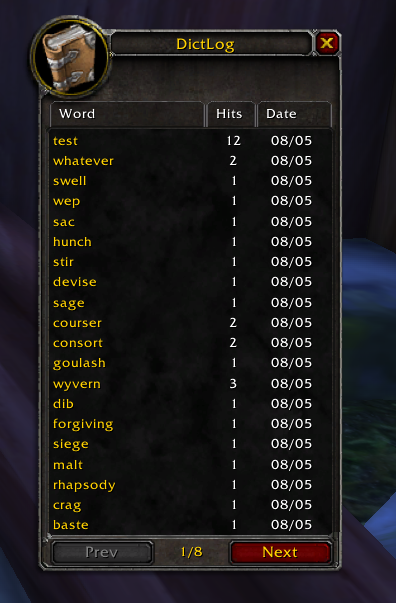 DictLog
Word Hits Date
test 12 08/05
whatever 2 08/05
swell 1 08/05
wep 1 08/05
sac 1 08/05
hunch 1 08/05
stir 1 08/05
devise 1 08/05
sage 1 08/05
courser 2 08/05
consort 2 08/05
goulash 1 08/05
wyvern 3 08/05
dib 1 08/05
forgiving 1 08/05
siege 1 08/05
malt 1 08/05
rhapsody 1 08/05
crag 1 08/05
baste 1 08/05
Prev 1/8 Next